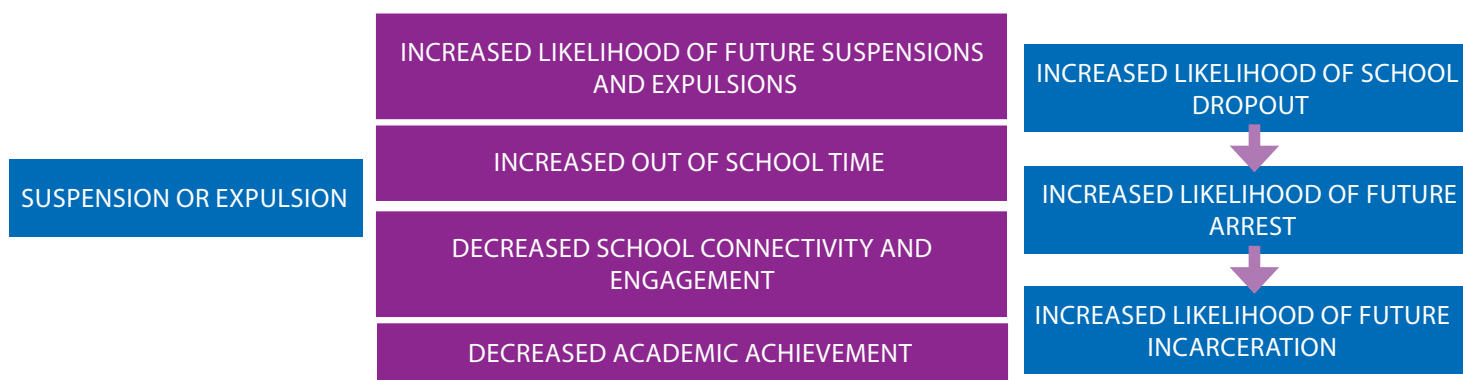 SUSPENSION OR EXPULSION
INCREASED LIKELIHOOD OF FUTURE SUSPENSIONS
AND EXPULSIONS
INCREASED OUT OF SCHOOL TIME
DECREASED SCHOOL CONNECTIVITY AND
ENGAGEMENT
DECREASED ACADEMIC ACHIEVEMENT
INCREASED LIKELIHOOD OF SCHOOL
DROPOUT
INCREASED LIKELIHOOD OF FUTURE
ARREST
INCREASED LIKELIHOOD OF FUTURE
INCARCERATION